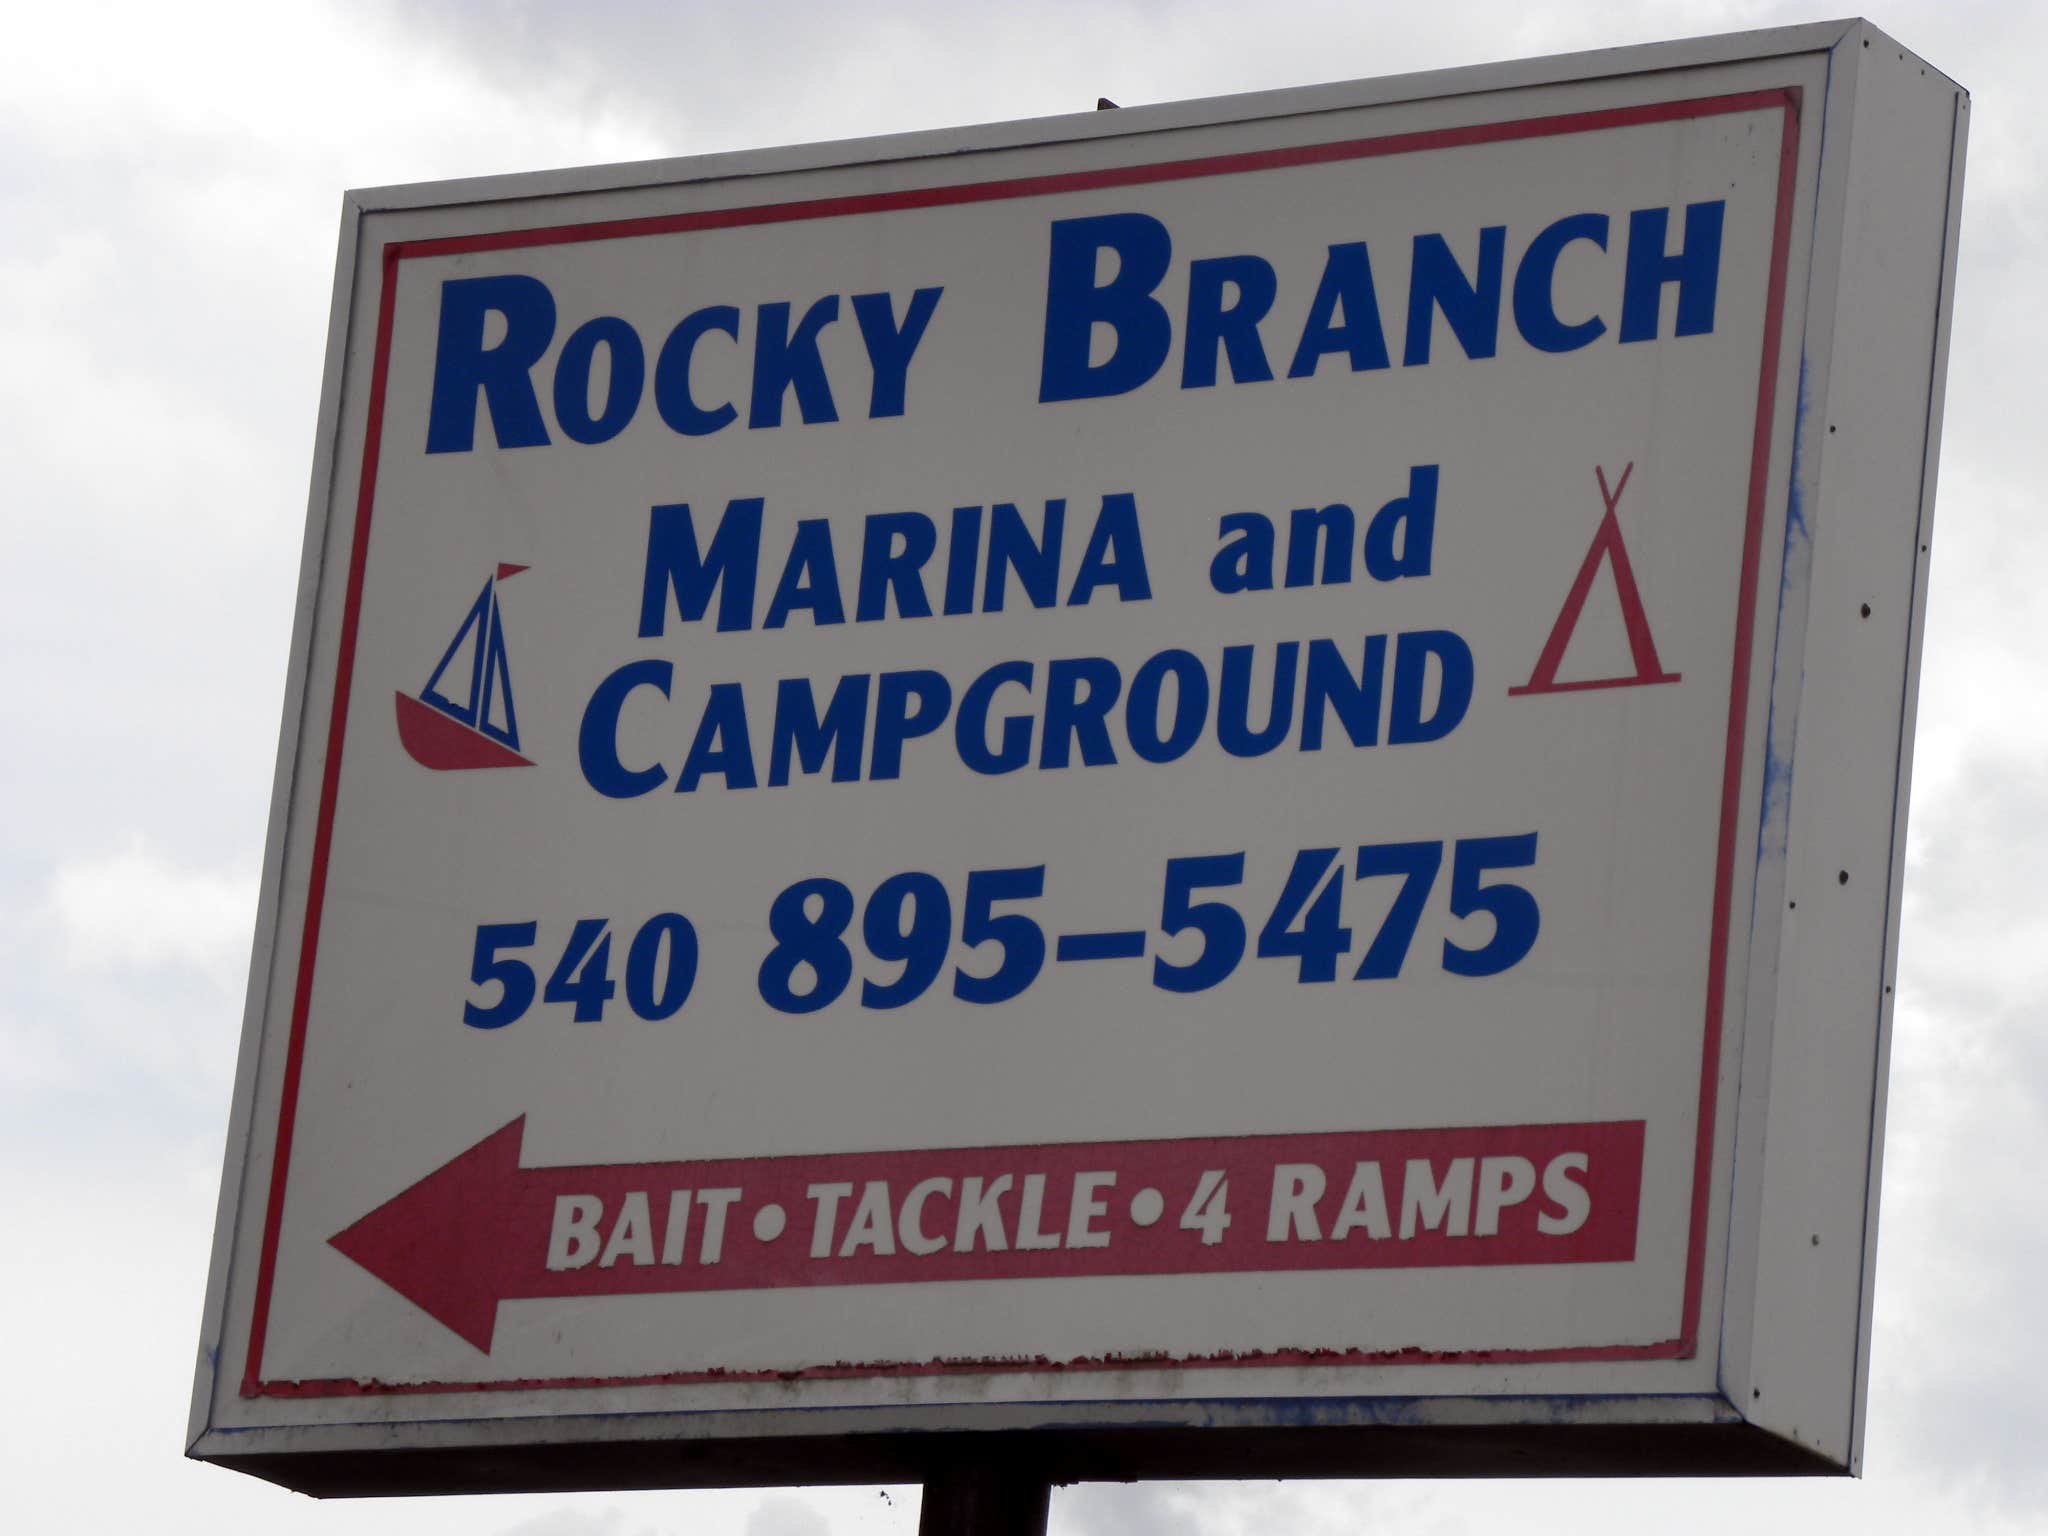 ROCKY BRANCH
MARINA and
CAMPGROUND
540 895-5475
BAIT • TACKLE • 4 RAMPS